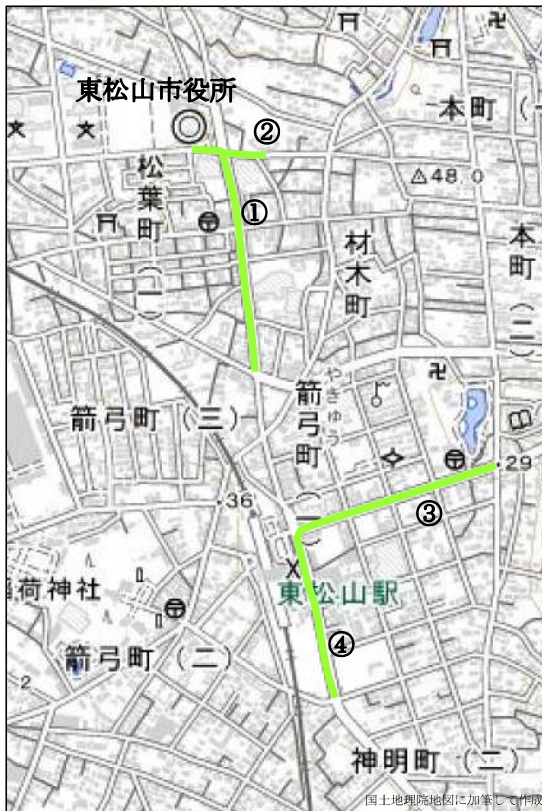 東松山市役所
②
本町(一
48.0
松葉町(一)
①
材木町
本町(二)
やきゅう
箭弓町(三)
箭弓町(一)
29
36
③
東松山駅
稲荷神社
④
箭弓町(二)
2
神明町(二)
国土地理院地図に加筆して作成